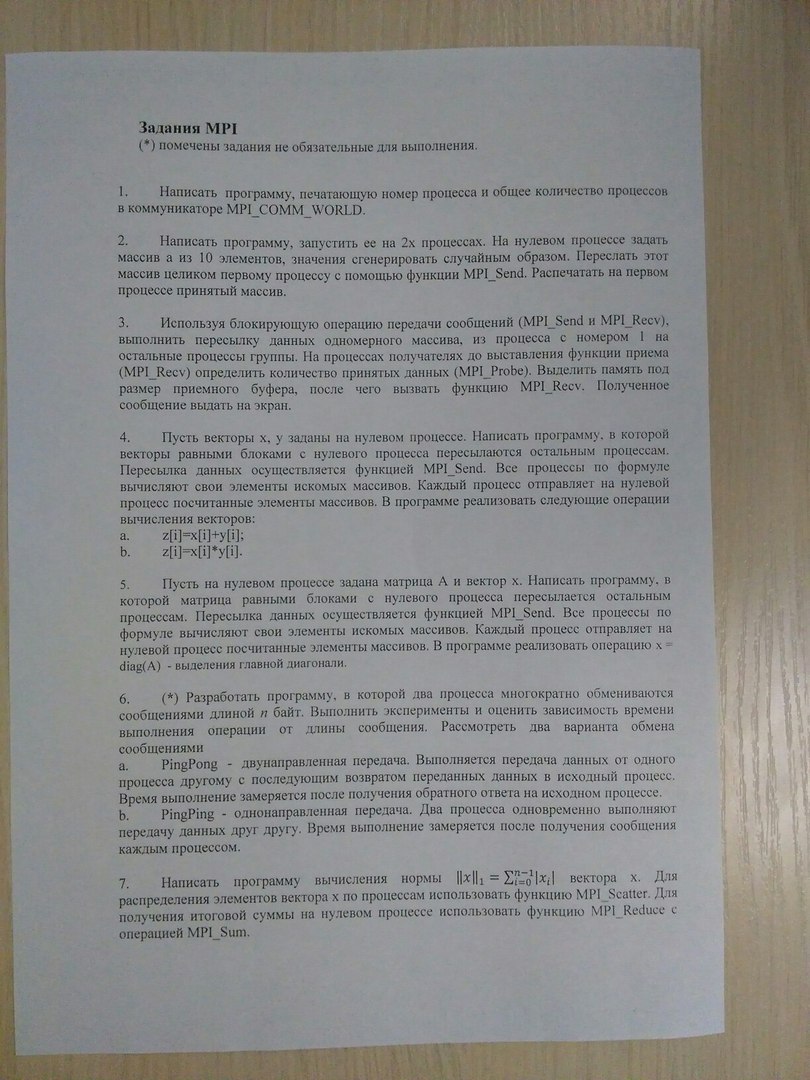 Задания MPI
(*) помечены задания не обязательные для выполнения.
1. Написать программу, печатающую номер процесса и общее количество процессов
в коммуникаторе MPI_COMM_WORLD.
2. Написать программу, запустить ее на 2х процессах. На нулевом процессе задать
массив а из 10 элементов, значения сгенерировать случайным образом. Переслать этот
массив целиком первому процессу с помощью функции MPI_Send. Распечатать на первом
процессе принятый массив.
3. Используя блокирующую операцию передачи сообщений (MPI_Send и MPI_Recv),
выполнить пересылку данных одномерного массива, из процесса с номером 1 на
остальные процессы группы. На процессах получателях до выставления функции приема
(MPI_Recv) определить количество принятых данных (MPI_Probe). Выделить память под
размер приемного буфера, после чего вызвать функцию MPI_Recv. Полученное
сообщение выдать на экран.
4. Пусть векторы х, у заданы на нулевом процессе. Написать программу, в которой
векторы равными блоками с нулевого процесса пересылаются остальным процессам.
Пересылка данных осуществляется функцией MPI_Send. Все процессы по формуле
вычисляют свои элементы искомых массивов. Каждый процесс отправляет на нулевой
процесс посчитанные элементы массивов. В программе реализовать следующие операции
вычисления векторов:
a. z[i]=x[i]+y[i];
b. z[i]=x[i]*y[i].
5. Пусть на нулевом процессе задана матрица А и вектор х. Написать программу, в
которой матрица равными блоками с нулевого процесса пересылается остальным
процессам. Пересылка данных осуществляется функцией MPI_Send. Все процессы по
формуле вычисляют свои элементы искомых массивов. Каждый процесс отправляет на
нулевой процесс посчитанные элементы массивов. В программе реализовать операцию x =
diag(A) - выделения главной диагонали.
6. (*) Разработать программу, в которой два процесса многократно обмениваются
сообщениями длиной n байт. Выполнить эксперименты и оценить зависимость времени
выполнения операции от длины сообщения. Рассмотреть два варианта обмена
сообщениями
a. PingPong - двунаправленная передача. Выполняется передача данных от одного
процесса другому с последующим возвратом переданных данных в исходный процесс.
Время выполнение замеряется после получения обратного ответа на исходном процессе.
b. PingPing - однонаправленная передача. Два процесса одновременно выполняют
передачу данных друг другу. Время выполнение замеряется после получения сообщения
каждым процессом.
7. Написать программу вычисления нормы ||x||₁ = ∑ᵢ₌₀ⁿ⁻¹|xᵢ| вектора х. Для
распределения элементов вектора х по процессам использовать функцию MPI_Scatter. Для
получения итоговой суммы на нулевом процессе использовать функцию MPI_Reduce с
операцией MPI_Sum.